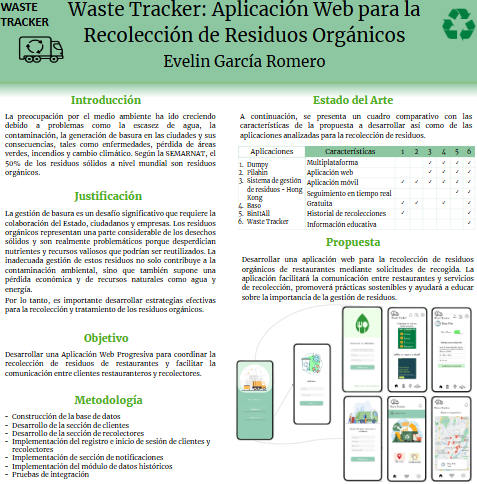 WASTE
TRACKER
Waste Tracker: Aplicación Web para la
Recolección de Residuos Orgánicos
Evelin García Romero
Introducción
La preocupación por el medio ambiente ha ido creciendo
debido a problemas como la escasez de agua, la
contaminación, la generación de basura en las ciudades y sus
consecuencias, tales como enfermedades, pérdida de áreas
verdes, incendios y cambio climático. Según la SEMARNAT, el
50% de los residuos sólidos a nivel mundial son residuos
orgánicos.
Justificación
La gestión de basura es un desafío significativo que requiere la
colaboración del Estado, ciudadanos y empresas. Los residuos
orgánicos representan una parte considerable de los desechos
sólidos y son realmente problemáticos porque desperdician
nutrientes y recursos valiosos que podrían ser reutilizados. La
inadecuada gestión de estos residuos no solo contribuye a la
contaminación ambiental, sino que también supone una
pérdida económica y de recursos naturales como agua y
energía.
Por lo tanto, es importante desarrollar estrategias efectivas
para la recolección y tratamiento de los residuos orgánicos.
Objetivo
Desarrollar una Aplicación Web Progresiva para coordinar la
recolección de residuos de restaurantes y facilitar la
comunicación entre clientes restauranteros y recolectores.
Metodología
- Construcción de la base de datos
- Desarrollo de la sección de clientes
- Desarrollo de la sección de recolectores
- Implementación del registro e inicio de sesión de clientes y
recolectores
- Implementación de sección de notificaciones
- Implementación del módulo de datos históricos
- Pruebas de integración
Estado del Arte
A continuación, se presenta un cuadro comparativo con las
características de la propuesta a desarrollar así como de las
aplicaciones analizadas para la recolección de residuos.
Aplicaciones Características 1 2 3 4 5 6
1. Dumpy
2. Pilahin
3. Sistema de gestión
de residuos - Hong
Kong
4. Baso
5. BinItAll
6. Waste Tracker
Multiplataforma ✓ ✓ ✓ ✓
Aplicación web ✓ ✓ ✓ ✓
Aplicación móvil ✓ ✓ ✓ ✓ ✓ ✓
Seguimiento en tiempo real ✓ ✓
Gratuita ✓ ✓ ✓ ✓
Historial de recolecciones ✓ ✓
Información educativa ✓
Propuesta
Desarrollar una aplicación web para la recolección de residuos
orgánicos de restaurantes mediante solicitudes de recogida. La
aplicación facilitará la comunicación entre restaurantes y servicios
de recolección, promoverá prácticas sostenibles y ayudará a educar
sobre la importancia de la gestión de residuos.